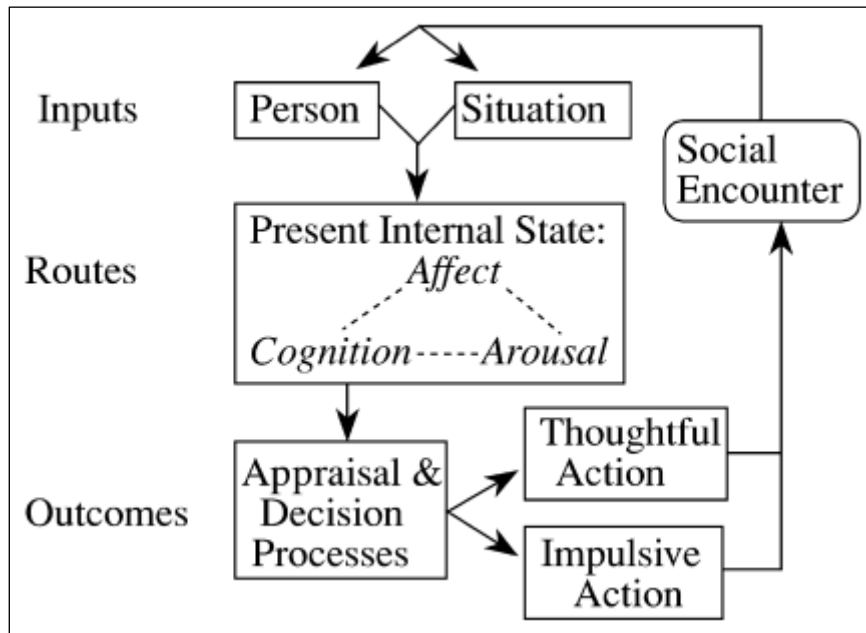 Inputs
Person
Situation
Social
Encounter
Routes
Present Internal State:
Affect
Cognition
Arousal
Outcomes
Appraisal &
Decision
Processes
Thoughtful
Action
Impulsive
Action